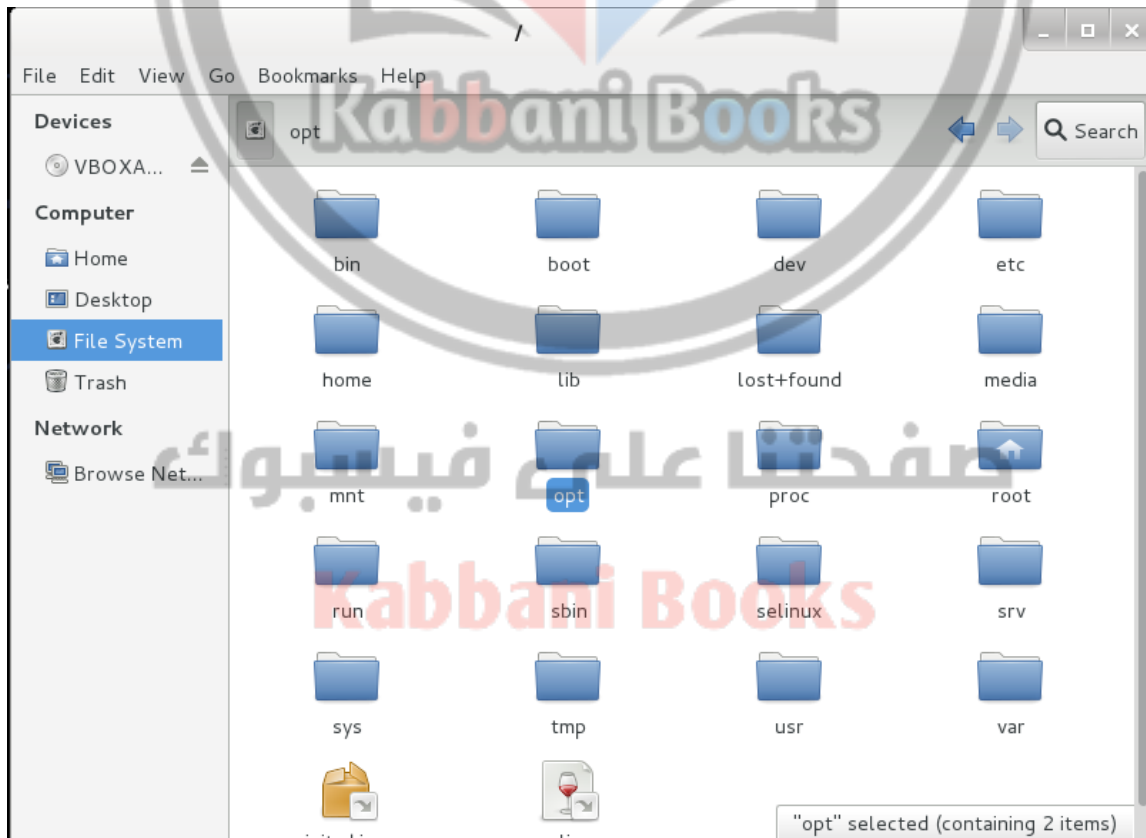 /
File Edit View Go Bookmarks Help
Kabbani Books
Devices
opt
Search
VBOXA...
Computer
Home
Desktop
File System
Trash
Network
Browse Net...
bin boot dev etc
home lib lost+found media
صفحتنا على فيسبوك
mnt opt proc root
Kabbani Books
run sbin selinux srv
sys tmp usr var
"opt" selected (containing 2 items)